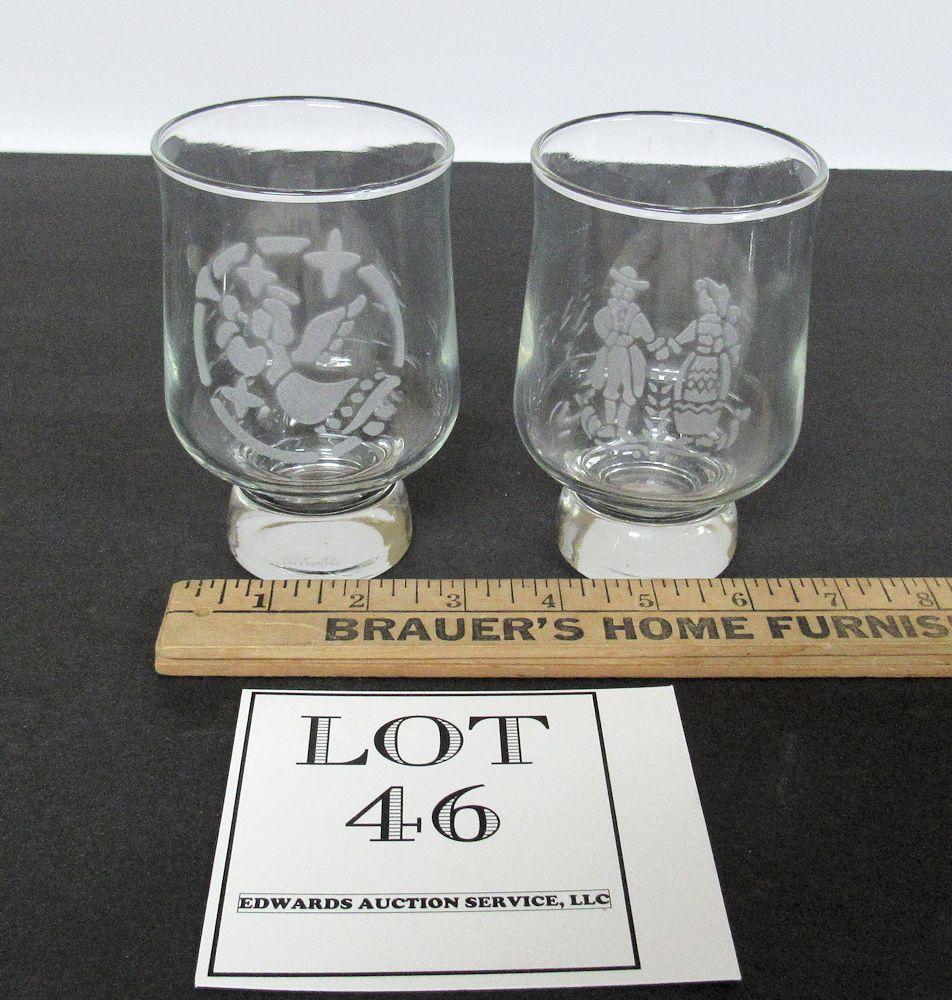 1 2 3 4 5 6 7 8
BRAUER'S HOME FURNIS
LOT
46
EDWARDS AUCTION SERVICE, LLC